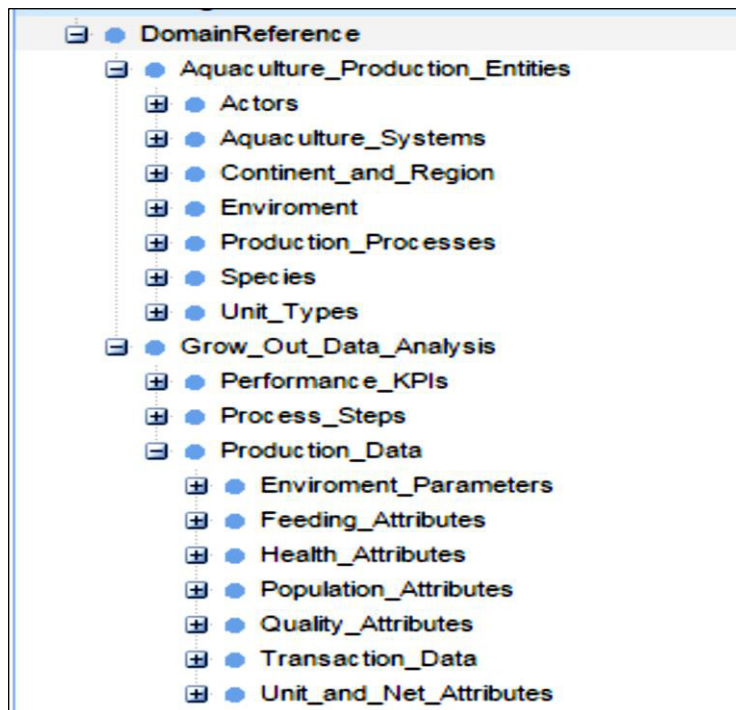 DomainReference
Aquaculture_Production_Entities
Actors
Aquaculture_Systems
Continent_and_Region
Enviroment
Production_Processes
Species
Unit_Types
Grow_Out_Data_Analysis
Performance_KPIs
Process_Steps
Production_Data
Enviroment_Parameters
Feeding_Attributes
Health_Attributes
Population_Attributes
Quality_Attributes
Transaction_Data
Unit_and_Net_Attributes